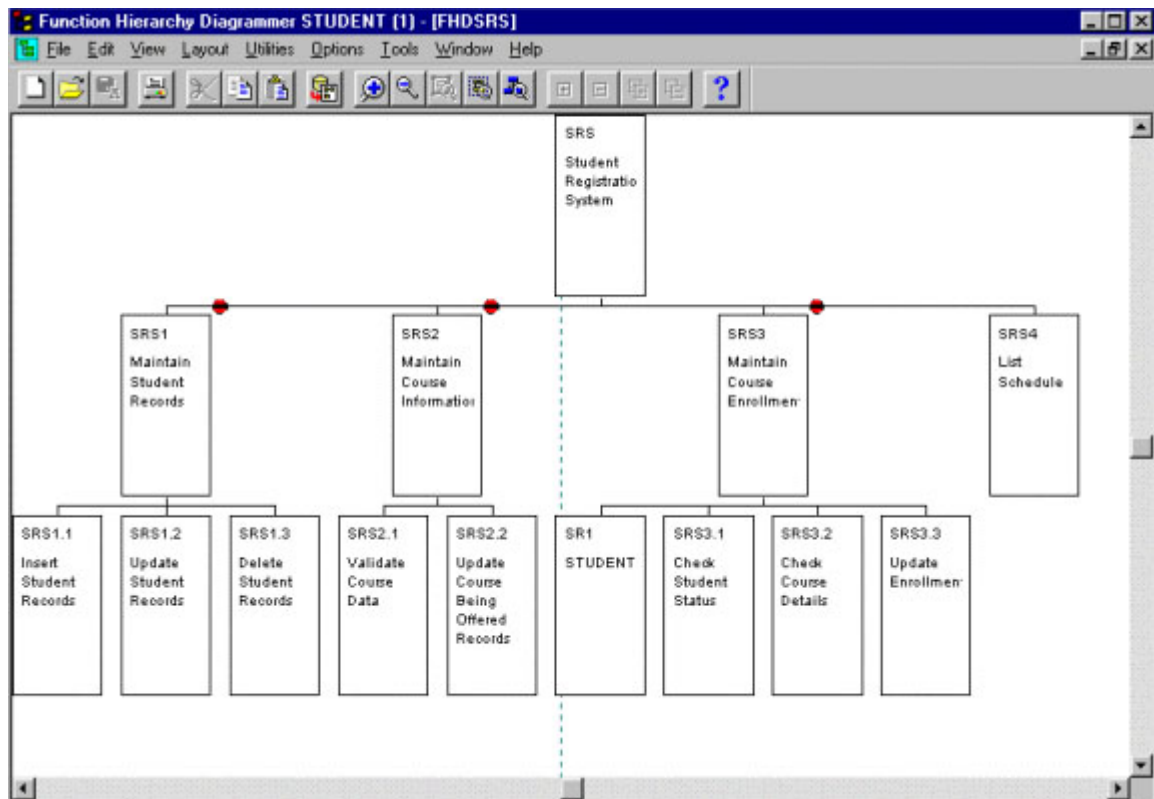 Function Hierarchy Diagrammer STUDENT (1) - [FHDSRS]
File Edit View Layout Utilities Options Tools Window Help
SRS
Student
Registratio
System
SRS1
Maintain
Student
Records
SRS2
Maintain
Course
Information
SRS3
Maintain
Course
Enrollmen
SRS4
List
Schedule
SRS1.1
Insert
Student
Records
SRS1.2
Update
Student
Records
SRS1.3
Delete
Student
Records
SRS2.1
Validate
Course
Data
SRS2.2
Update
Course
Being
Offered
Records
SR1
STUDENT
SRS3.1
Check
Student
Status
SRS3.2
Check
Course
Details
SRS3.3
Update
Enrollmen